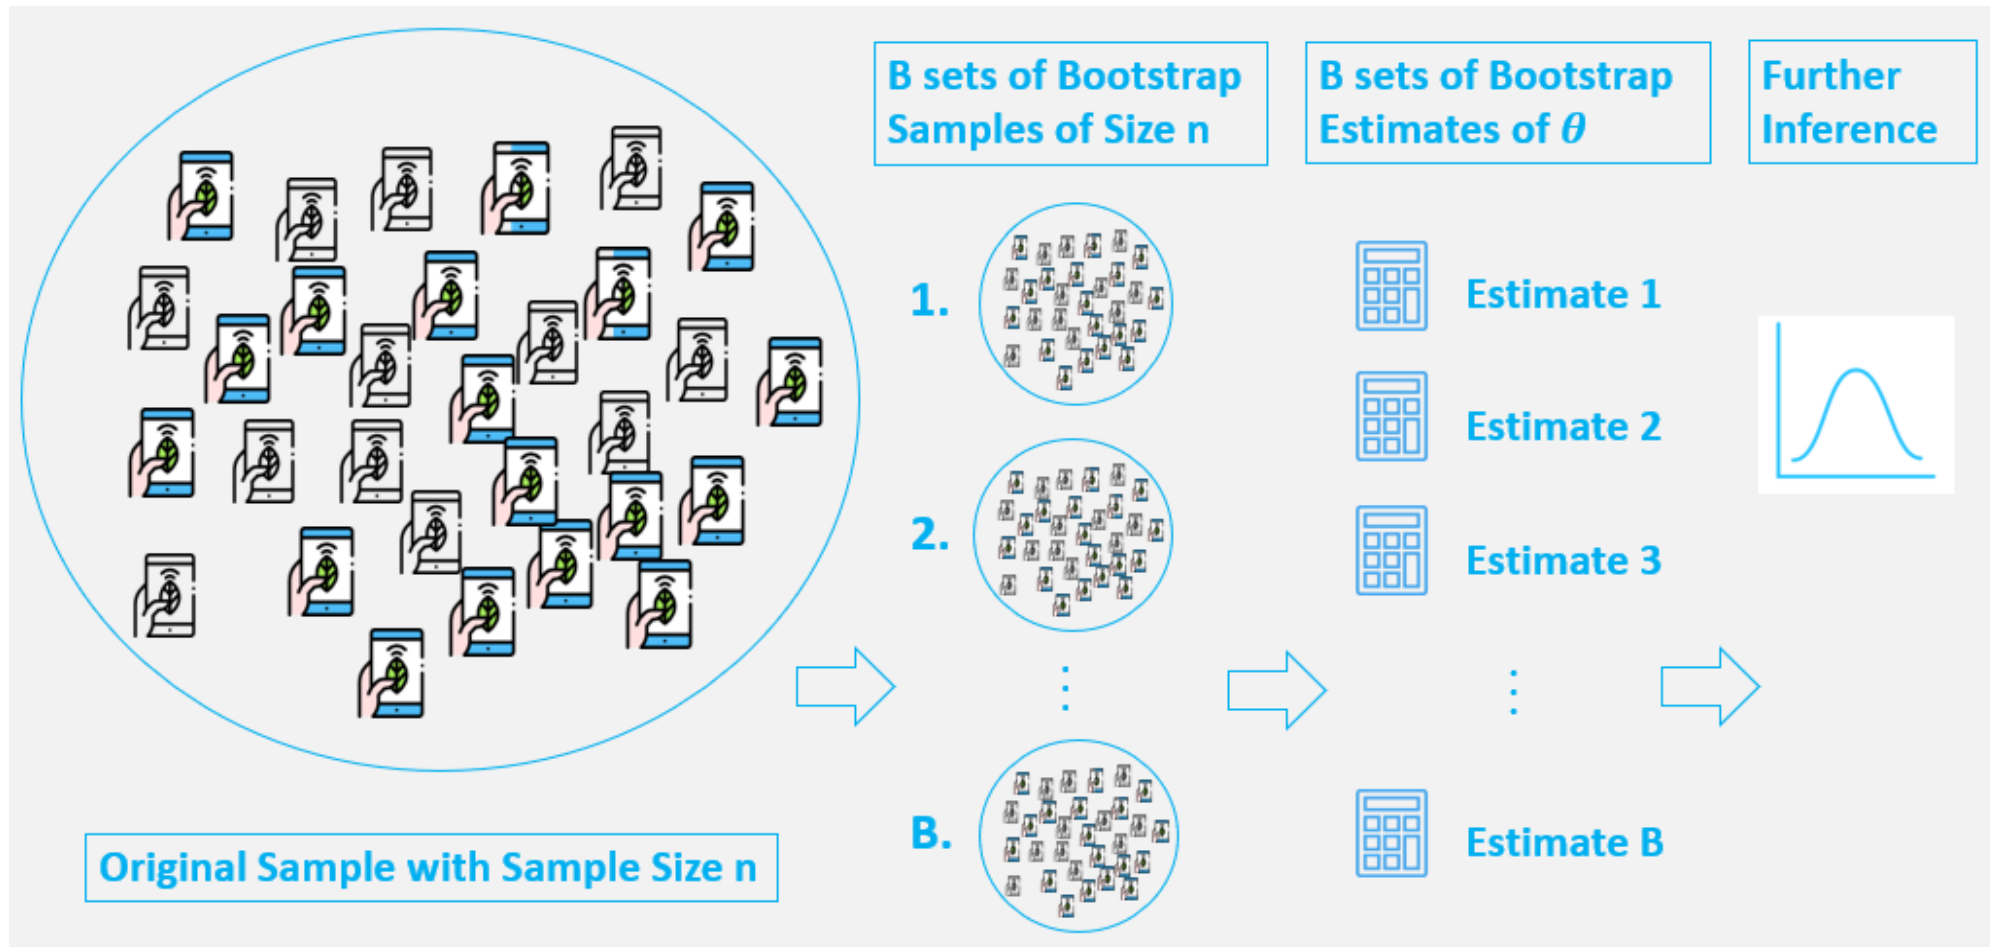 B sets of Bootstrap
Samples of Size n
B sets of Bootstrap
Estimates of θ
Further
Inference
1.
2.
⋮
B.
Estimate 1
Estimate 2
Estimate 3
⋮
Estimate B
Original Sample with Sample Size n